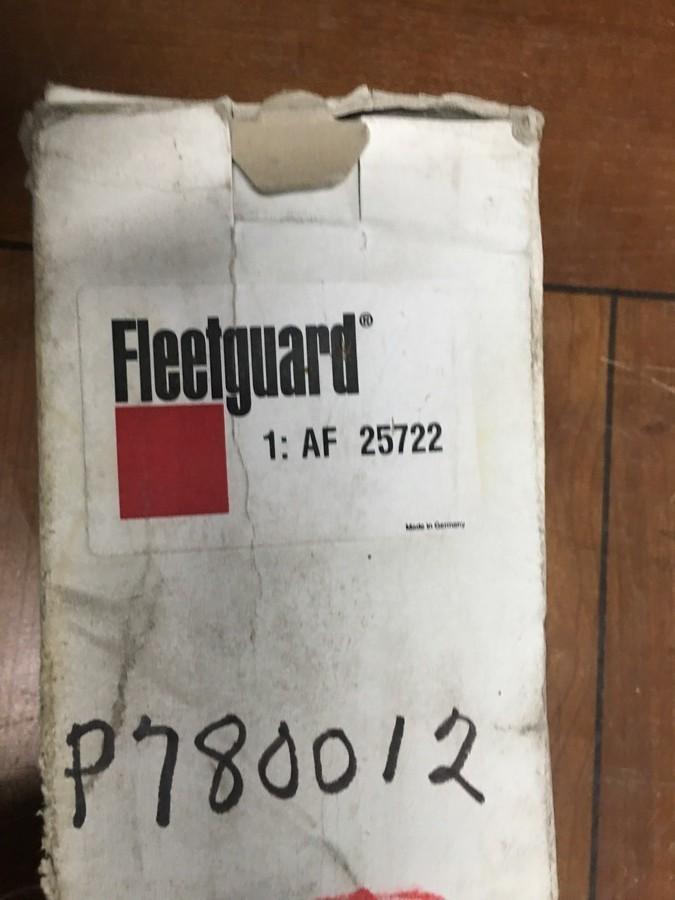 Fleetguard®
1: AF 25722
Made in Germany
P780012